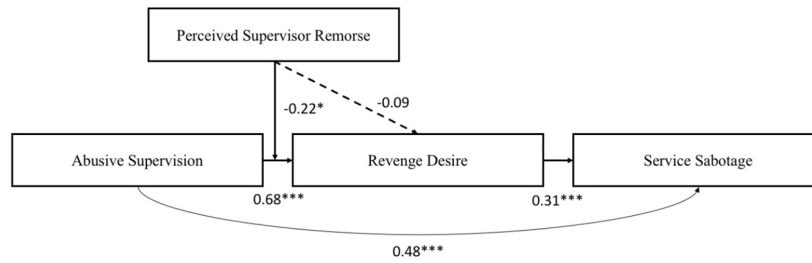 Perceived Supervisor Remorse
-0.22*
-0.09
Abusive Supervision
Revenge Desire
Service Sabotage
0.68***
0.31***
0.48***